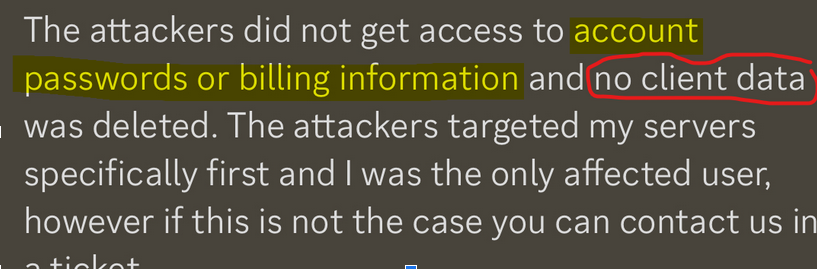 The attackers did not get access to account
passwords or billing information and no client data
was deleted. The attackers targeted my servers
specifically first and I was the only affected user,
however if this is not the case you can contact us in
a ticket